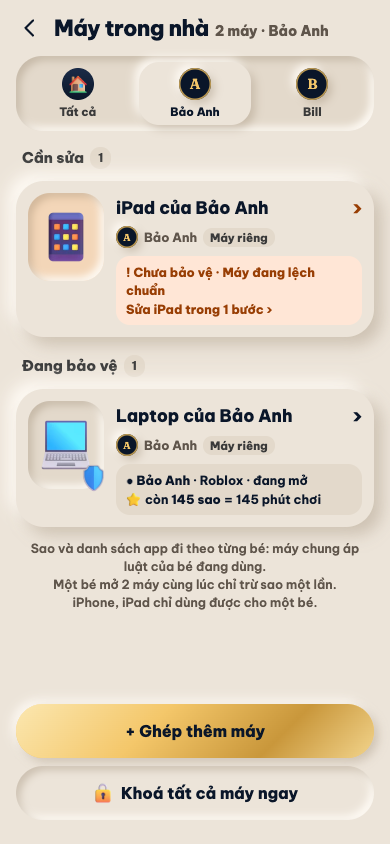 Máy trong nhà 2 máy · Bảo Anh
A
B
Tất cả
Bảo Anh
Bill
Cần sửa 1
iPad của Bảo Anh ›
A Bảo Anh Máy riêng
! Chưa bảo vệ · Máy đang lệch
chuẩn
Sửa iPad trong 1 bước ›
Đang bảo vệ 1
Laptop của Bảo Anh ›
A Bảo Anh Máy riêng
● Bảo Anh · Roblox · đang mở
⭐ còn 145 sao = 145 phút chơi
Sao và danh sách app đi theo từng bé: máy chung áp
luật của bé đang dùng.
Một bé mở 2 máy cùng lúc chỉ trừ sao một lần.
iPhone, iPad chỉ dùng được cho một bé.
+ Ghép thêm máy
🔒 Khoá tất cả máy ngay